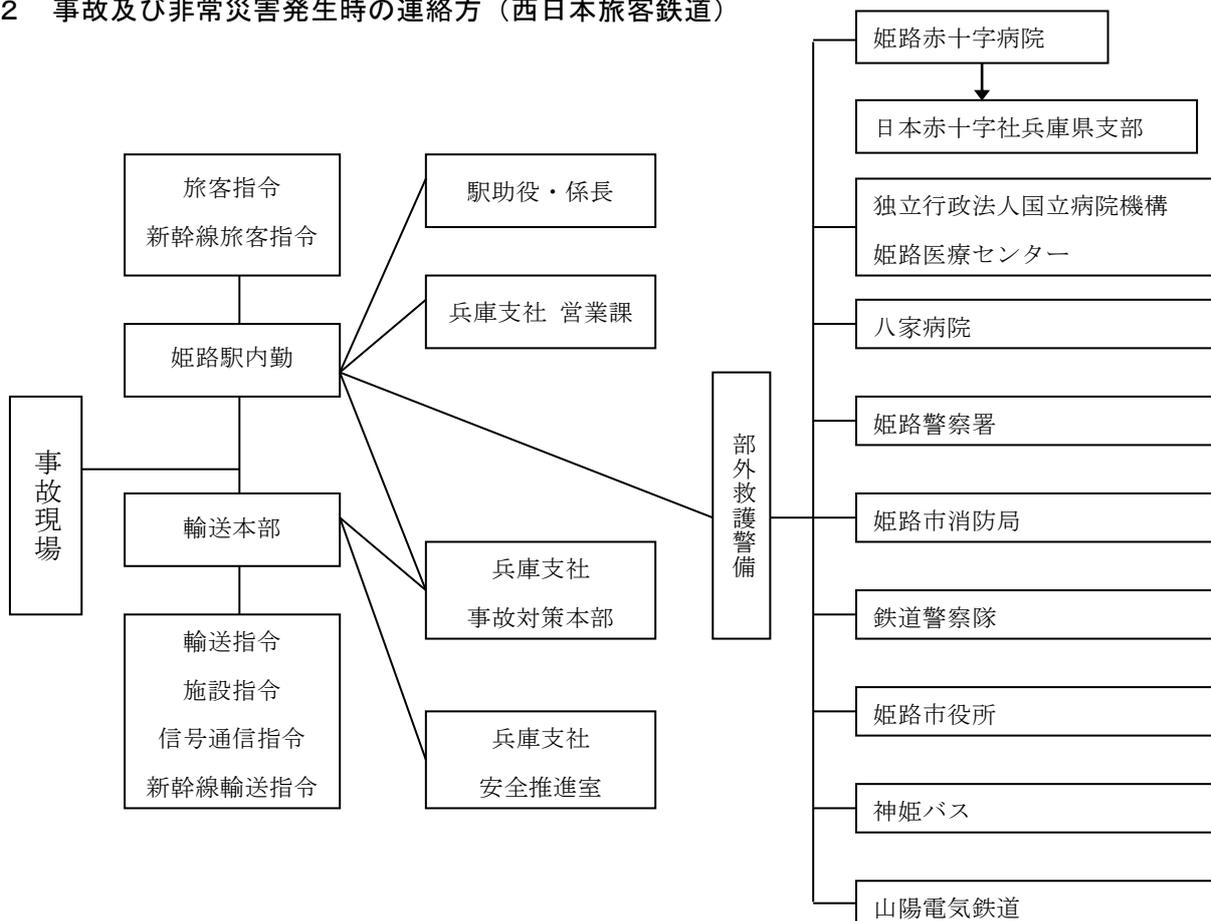 2 事故及び非常災害発生時の連絡方（西日本旅客鉄道）
旅客指令
新幹線旅客指令
姫路駅内勤
事故現場
輸送本部
輸送指令
施設指令
信号通信指令
新幹線輸送指令
駅助役・係長
兵庫支社 営業課
兵庫支社
事故対策本部
兵庫支社
安全推進室
部外救護警備
姫路赤十字病院
日本赤十字社兵庫県支部
独立行政法人国立病院機構
姫路医療センター
八家病院
姫路警察署
姫路市消防局
鉄道警察隊
姫路市役所
神姫バス
山陽電気鉄道